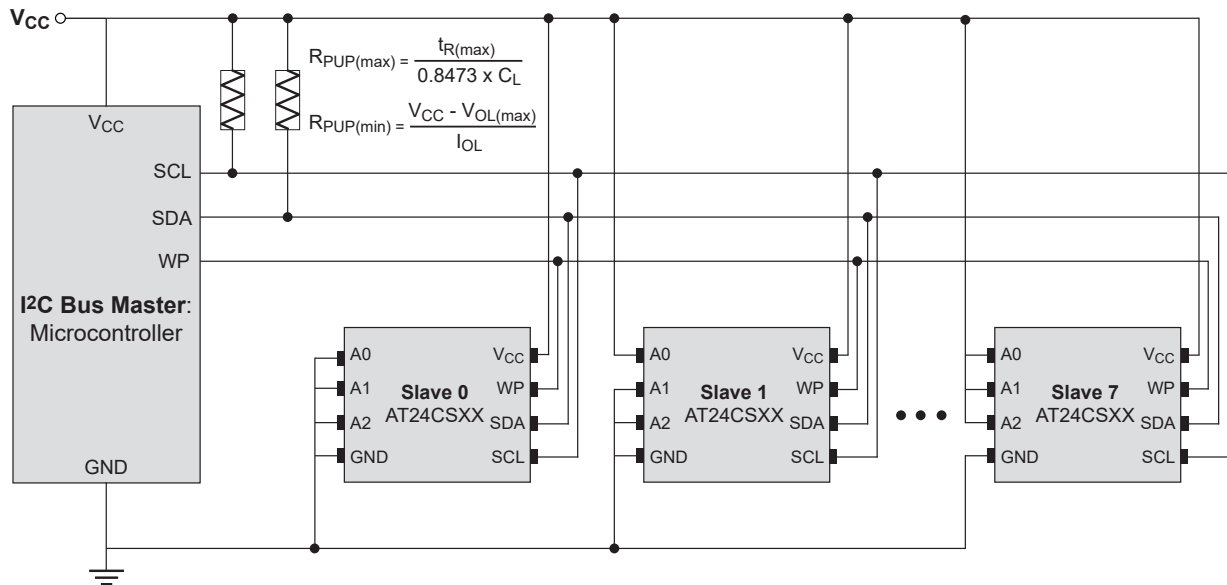 VCC
RPUP(max) = tR(max)
0.8473 x CL
RPUP(min) = VCC - VOL(max)
IOL
VCC
SCL
SDA
WP
I2C Bus Master:
Microcontroller
GND
A0
A1
A2
GND
Slave 0
AT24CSXX
VCC
WP
SDA
SCL
A0
A1
A2
GND
Slave 1
AT24CSXX
VCC
WP
SDA
SCL
A0
A1
A2
GND
Slave 7
AT24CSXX
VCC
WP
SDA
SCL